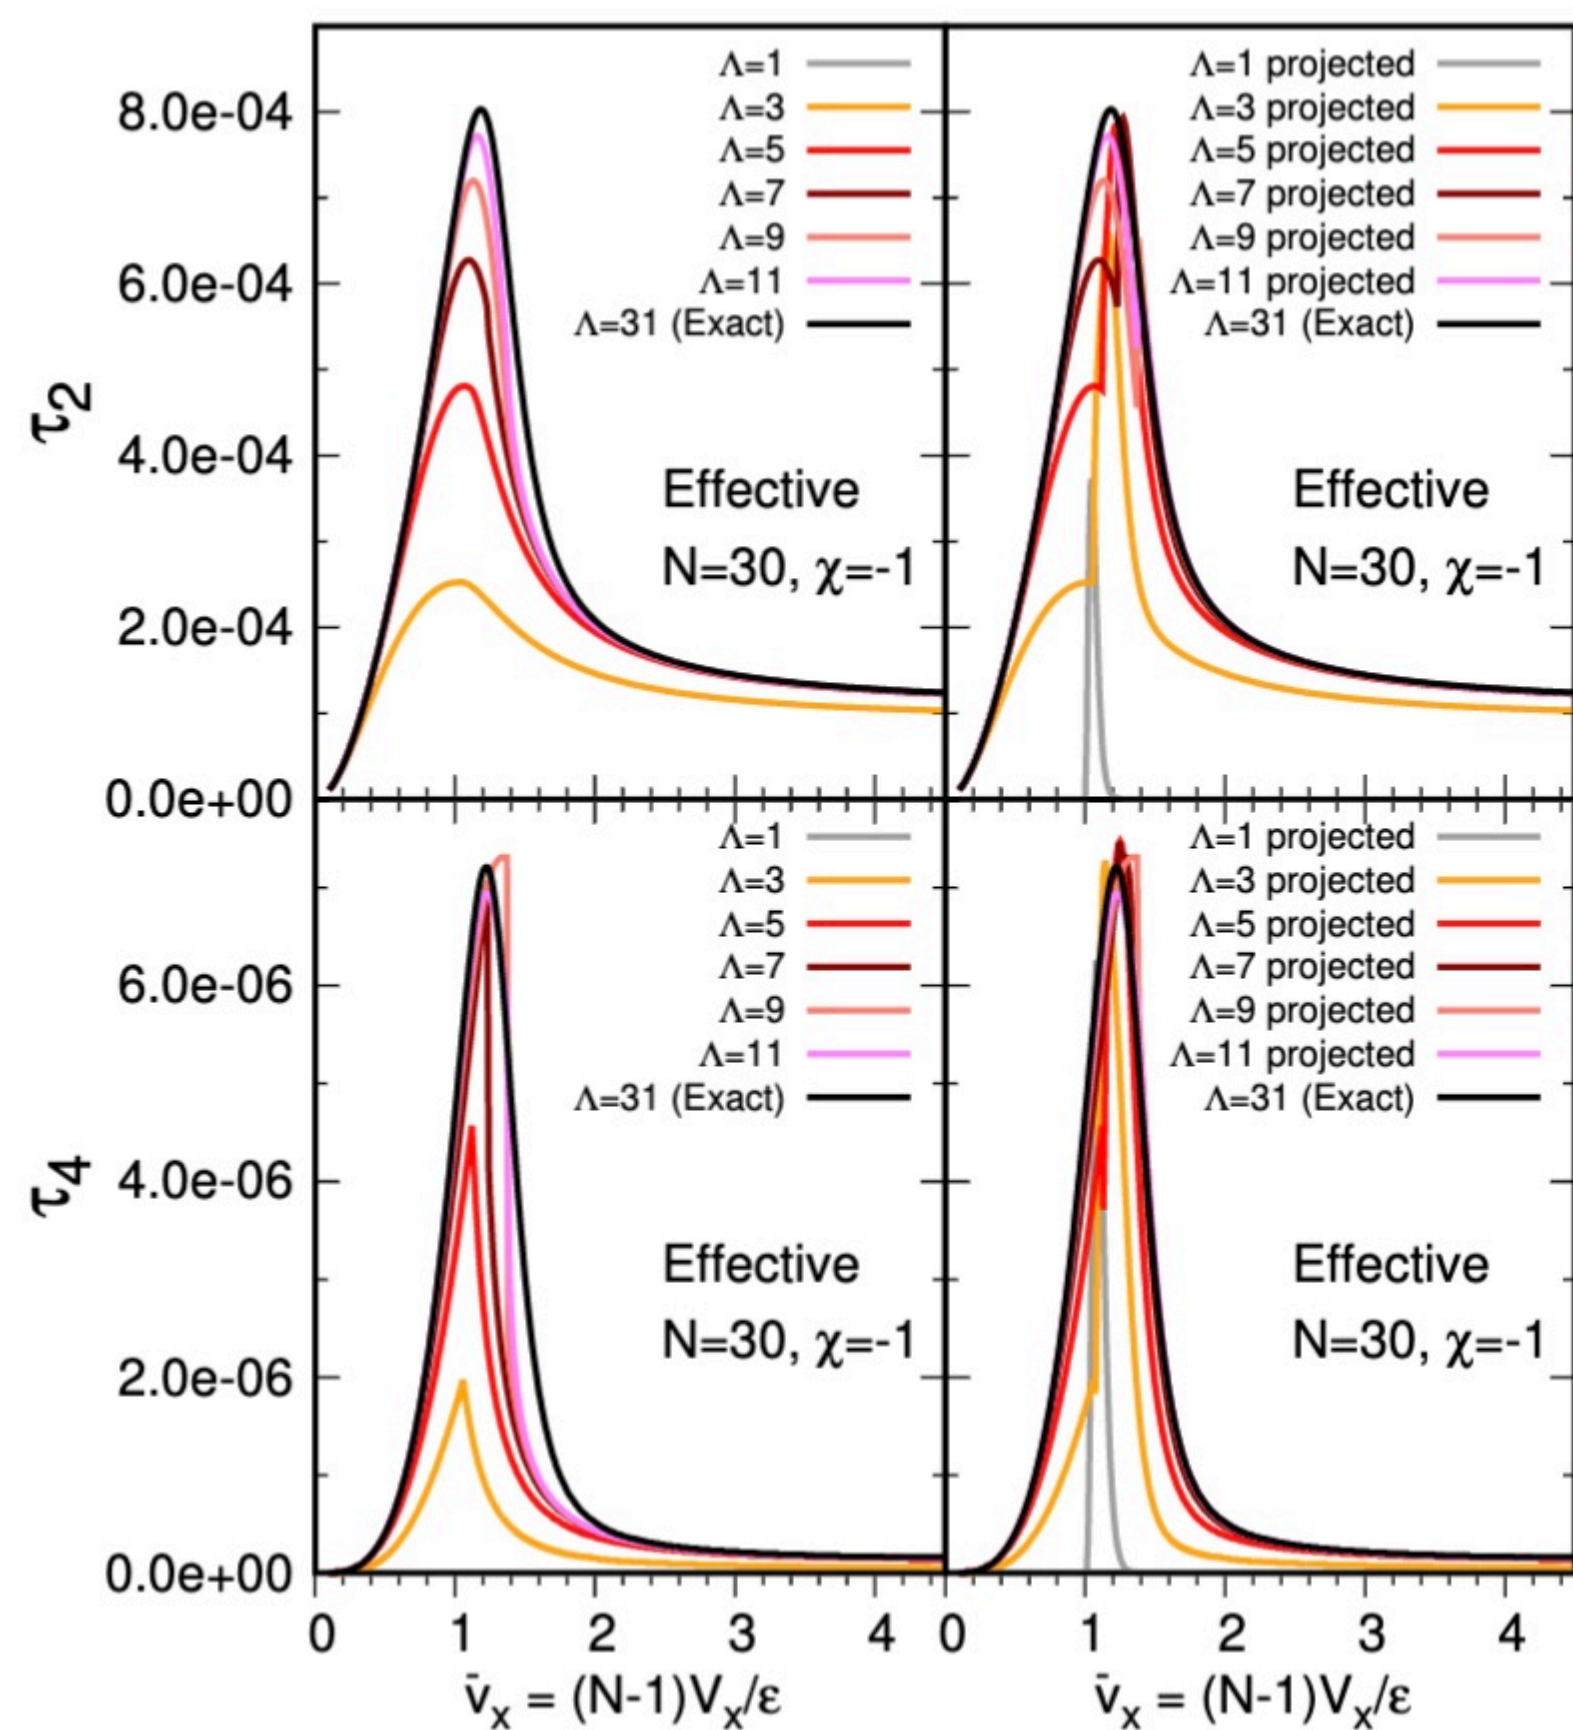 Λ=1
Λ=3
Λ=5
Λ=7
Λ=9
Λ=11
Λ=31 (Exact)
Λ=1 projected
Λ=3 projected
Λ=5 projected
Λ=7 projected
Λ=9 projected
Λ=11 projected
Λ=31 (Exact)
8.0e-04
6.0e-04
4.0e-04
2.0e-04
0.0e+00
τ2
Effective
N=30, χ=-1
Effective
N=30, χ=-1
Λ=1
Λ=3
Λ=5
Λ=7
Λ=9
Λ=11
Λ=31 (Exact)
Λ=1 projected
Λ=3 projected
Λ=5 projected
Λ=7 projected
Λ=9 projected
Λ=11 projected
Λ=31 (Exact)
6.0e-06
4.0e-06
2.0e-06
0.0e+00
τ4
Effective
N=30, χ=-1
Effective
N=30, χ=-1
0 1 2 3 4 0 1 2 3 4
v̄x = (N-1)Vx/ε
v̄x = (N-1)Vx/ε